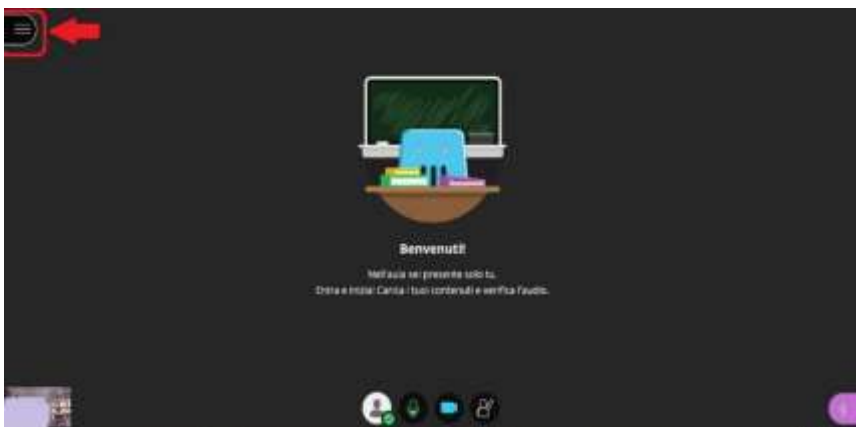 Benvenuti!
Nell'aula sei presente solo tu.
Entra e inizia! Carica i tuoi contenuti e verifica l'audio.